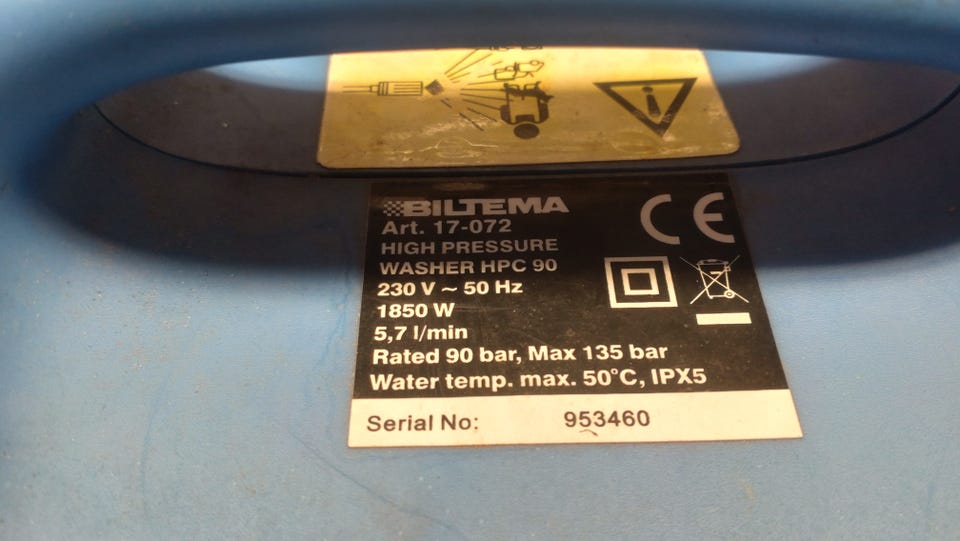 BILTEMA
Art. 17-072
HIGH PRESSURE
WASHER HPC 90
230 V ~ 50 Hz
1850 W
5,7 l/min
Rated 90 bar, Max 135 bar
Water temp. max. 50°C, IPX5
CE
Serial No: 953460